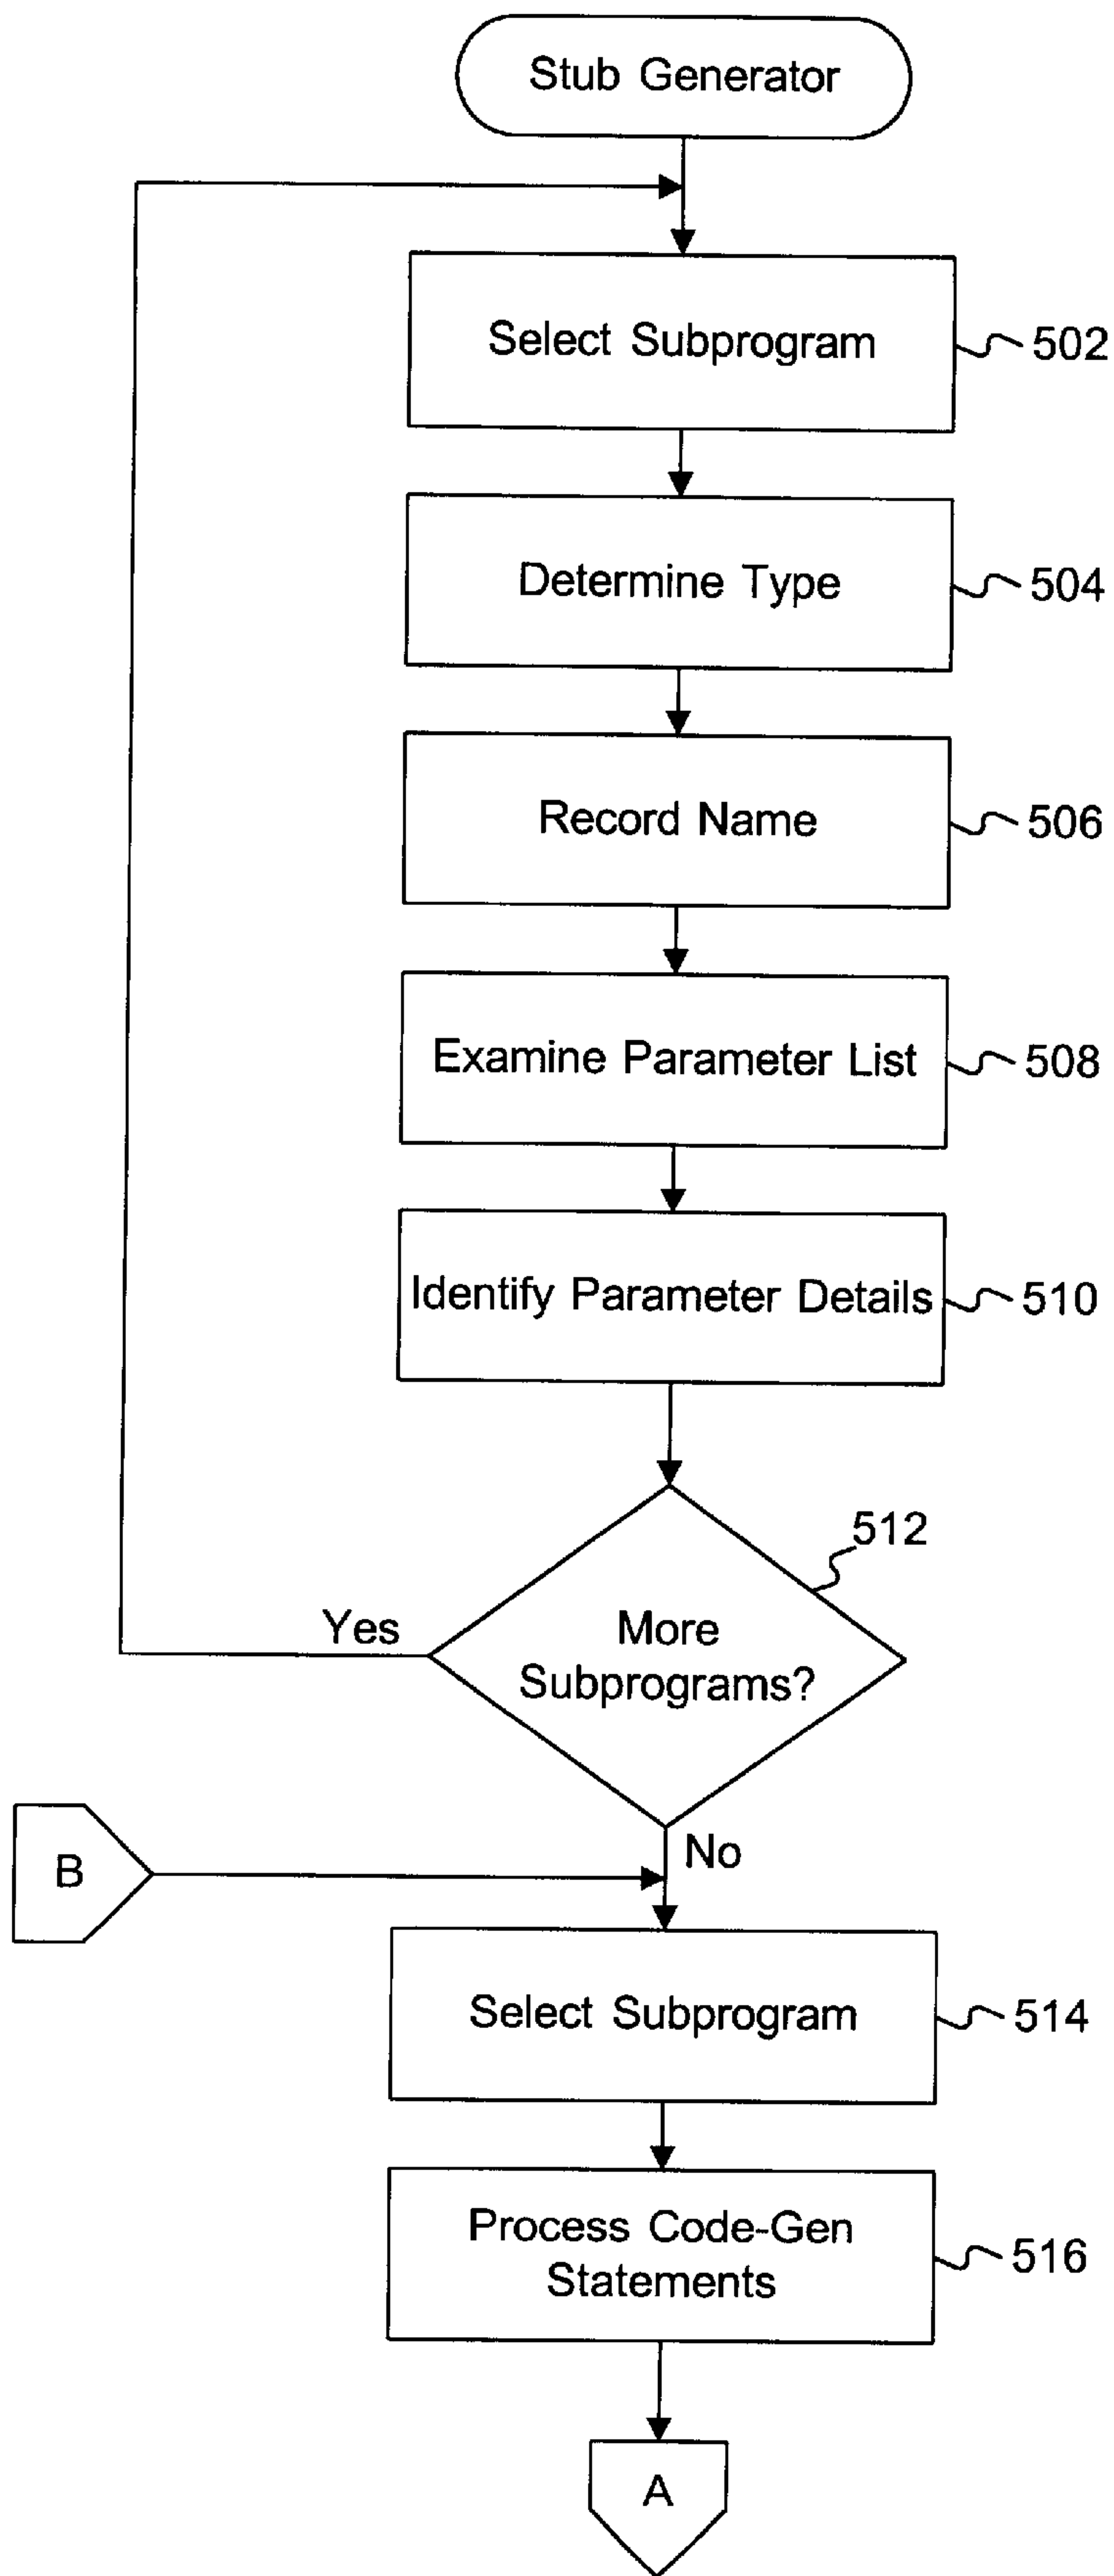 Stub Generator
Select Subprogram
502
Determine Type
504
Record Name
506
Examine Parameter List
508
Identify Parameter Details
510
512
More
Subprograms?
Yes
No
B
Select Subprogram
514
Process Code-Gen
Statements
516
A